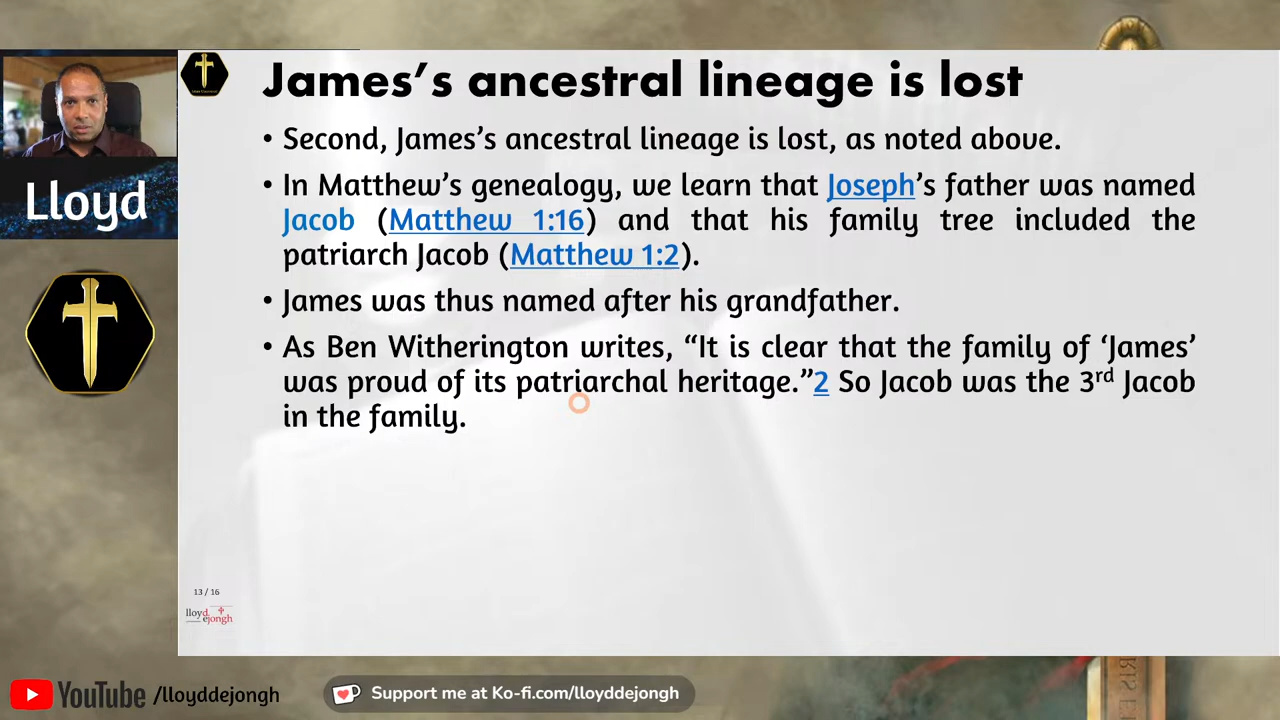 James’s ancestral lineage is lost
• Second, James’s ancestral lineage is lost, as noted above.
• In Matthew’s genealogy, we learn that Joseph’s father was named
Jacob (Matthew 1:16) and that his family tree included the
patriarch Jacob (Matthew 1:2).
• James was thus named after his grandfather.
• As Ben Witherington writes, “It is clear that the family of ‘James’
was proud of its patriarchal heritage.”2 So Jacob was the 3rd Jacob
in the family.
Lloyd
13 / 16
lloyd
ejongh
YouTube /lloyddejongh
Support me at Ko-fi.com/lloyddejongh